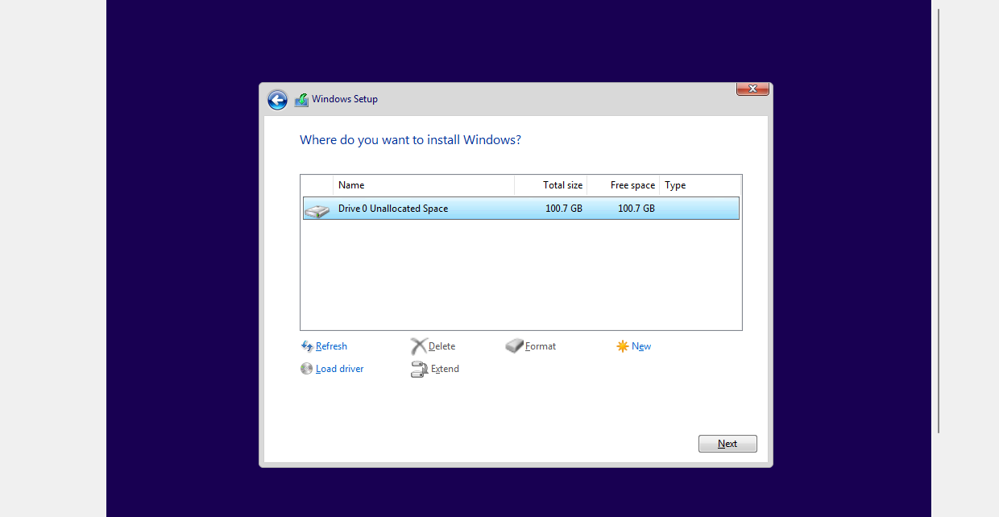 Windows Setup
Where do you want to install Windows?
Name Total size Free space Type
Drive 0 Unallocated Space 100.7 GB 100.7 GB
Refresh Delete Format New
Load driver Extend
Next